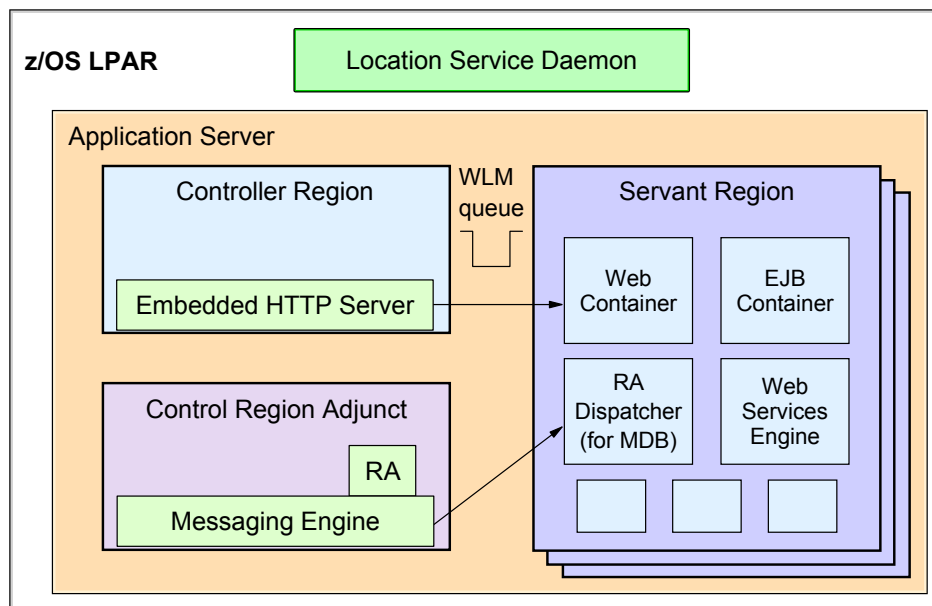 z/OS LPAR
Location Service Daemon
Application Server
Controller Region
Embedded HTTP Server
WLM
queue
Servant Region
Web
Container
EJB
Container
RA
Dispatcher
(for MDB)
Web
Services
Engine
Control Region Adjunct
RA
Messaging Engine